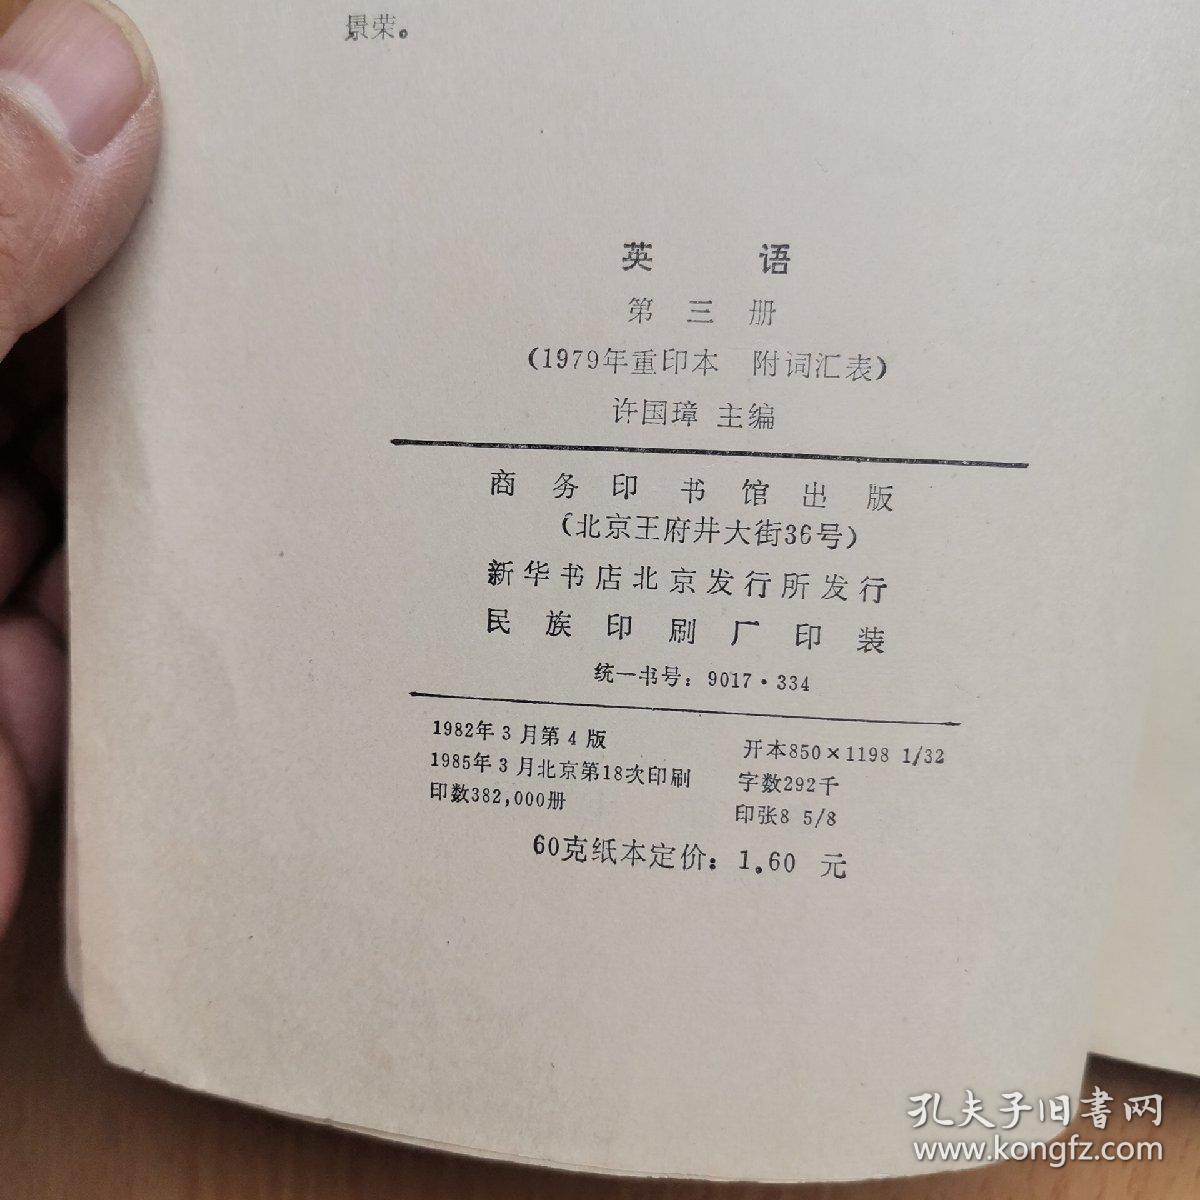 景荣。
英 语
第 三 册
(1979年重印本 附词汇表)
许国璋 主编
商务印书馆出版
(北京王府井大街36号)
新华书店北京发行所发行
民族印刷厂印装
统一书号：9017·334
1982年3月第4版
1985年3月北京第18次印刷
印数382,000册
开本850×1198 1/32
字数292千
印张8 5/8
60克纸本定价：1.60 元
孔夫子旧书网
www.kongfz.com